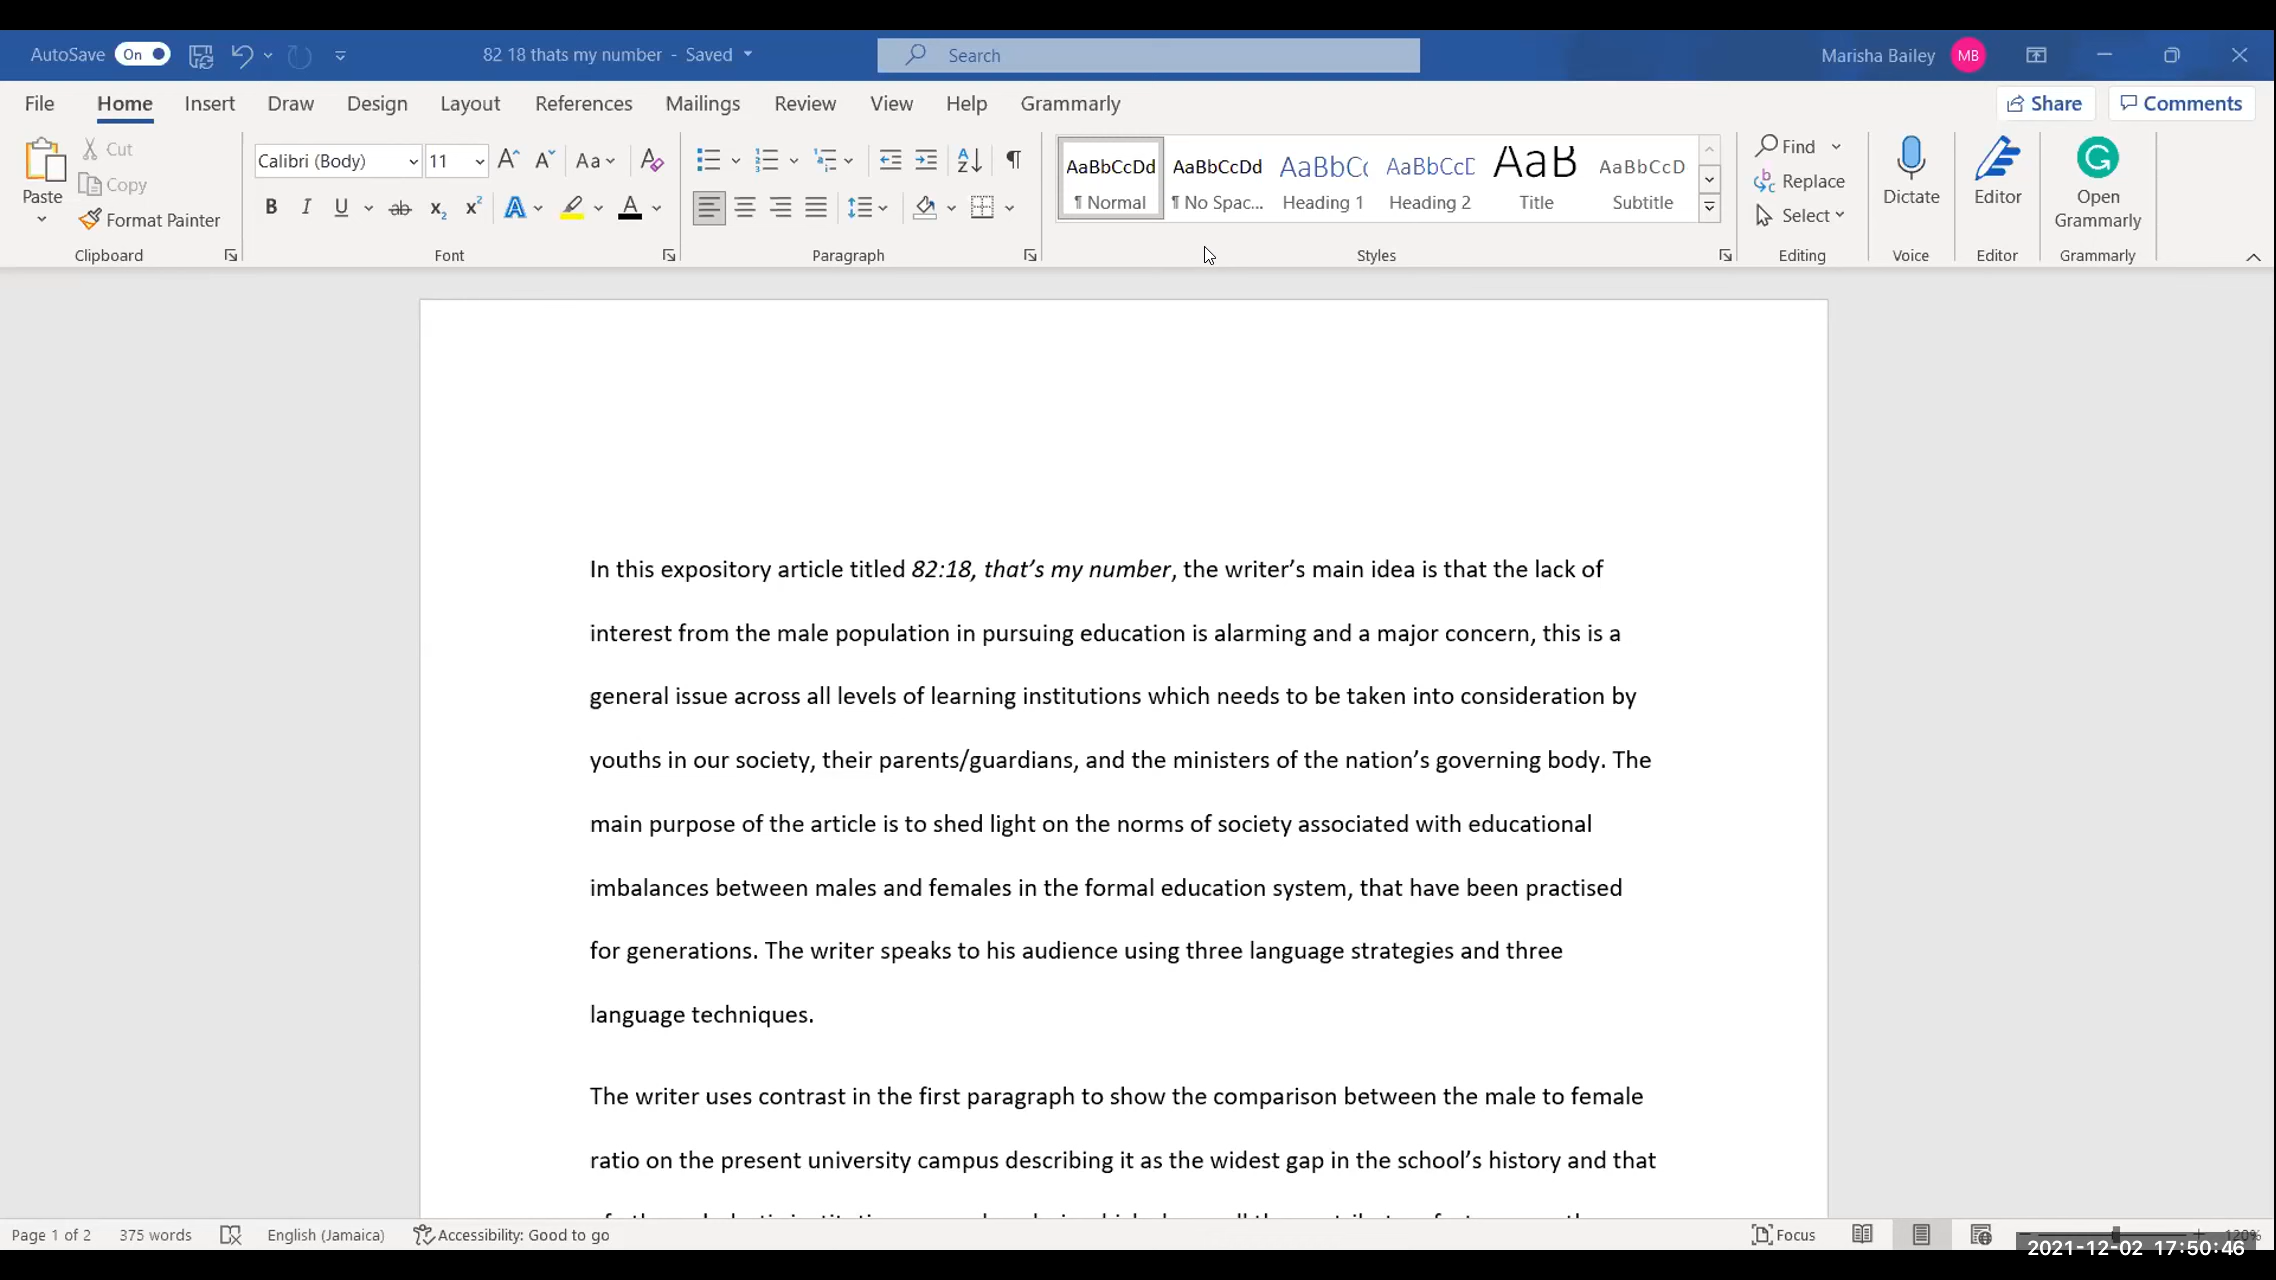 AutoSave On 82 18 thats my number - Saved Search Marisha Bailey MB
File Home Insert Draw Design Layout References Mailings Review View Help Grammarly Share Comments
Paste Cut Copy Format Painter
Clipboard
Calibri (Body) 11
Font
Paragraph
AaBbCcDd AaBbCcDd AaBbCc AaBbCcD AaB AaBbCcD
¶ Normal ¶ No Spac... Heading 1 Heading 2 Title Subtitle
Styles
Find
Replace
Select
Editing
Dictate
Voice
Editor
Editor
Open
Grammarly
Grammarly
In this expository article titled 82:18, that’s my number, the writer’s main idea is that the lack of
interest from the male population in pursuing education is alarming and a major concern, this is a
general issue across all levels of learning institutions which needs to be taken into consideration by
youths in our society, their parents/guardians, and the ministers of the nation’s governing body. The
main purpose of the article is to shed light on the norms of society associated with educational
imbalances between males and females in the formal education system, that have been practised
for generations. The writer speaks to his audience using three language strategies and three
language techniques.
The writer uses contrast in the first paragraph to show the comparison between the male to female
ratio on the present university campus describing it as the widest gap in the school’s history and that
Page 1 of 2 375 words English (Jamaica) Accessibility: Good to go Focus 120%
2021-12-02 17:50:46